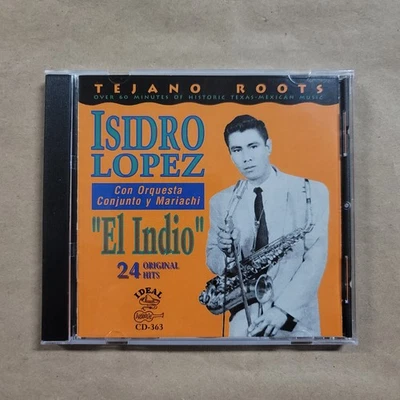 TEJANO ROOTS
OVER 60 MINUTES OF HISTORIC TEXAS-MEXICAN MUSIC
ISIDRO
LOPEZ
Con Orquesta
Conjunto y Mariachi
"El Indio"
24 ORIGINAL
HITS
IDEAL
CD-363